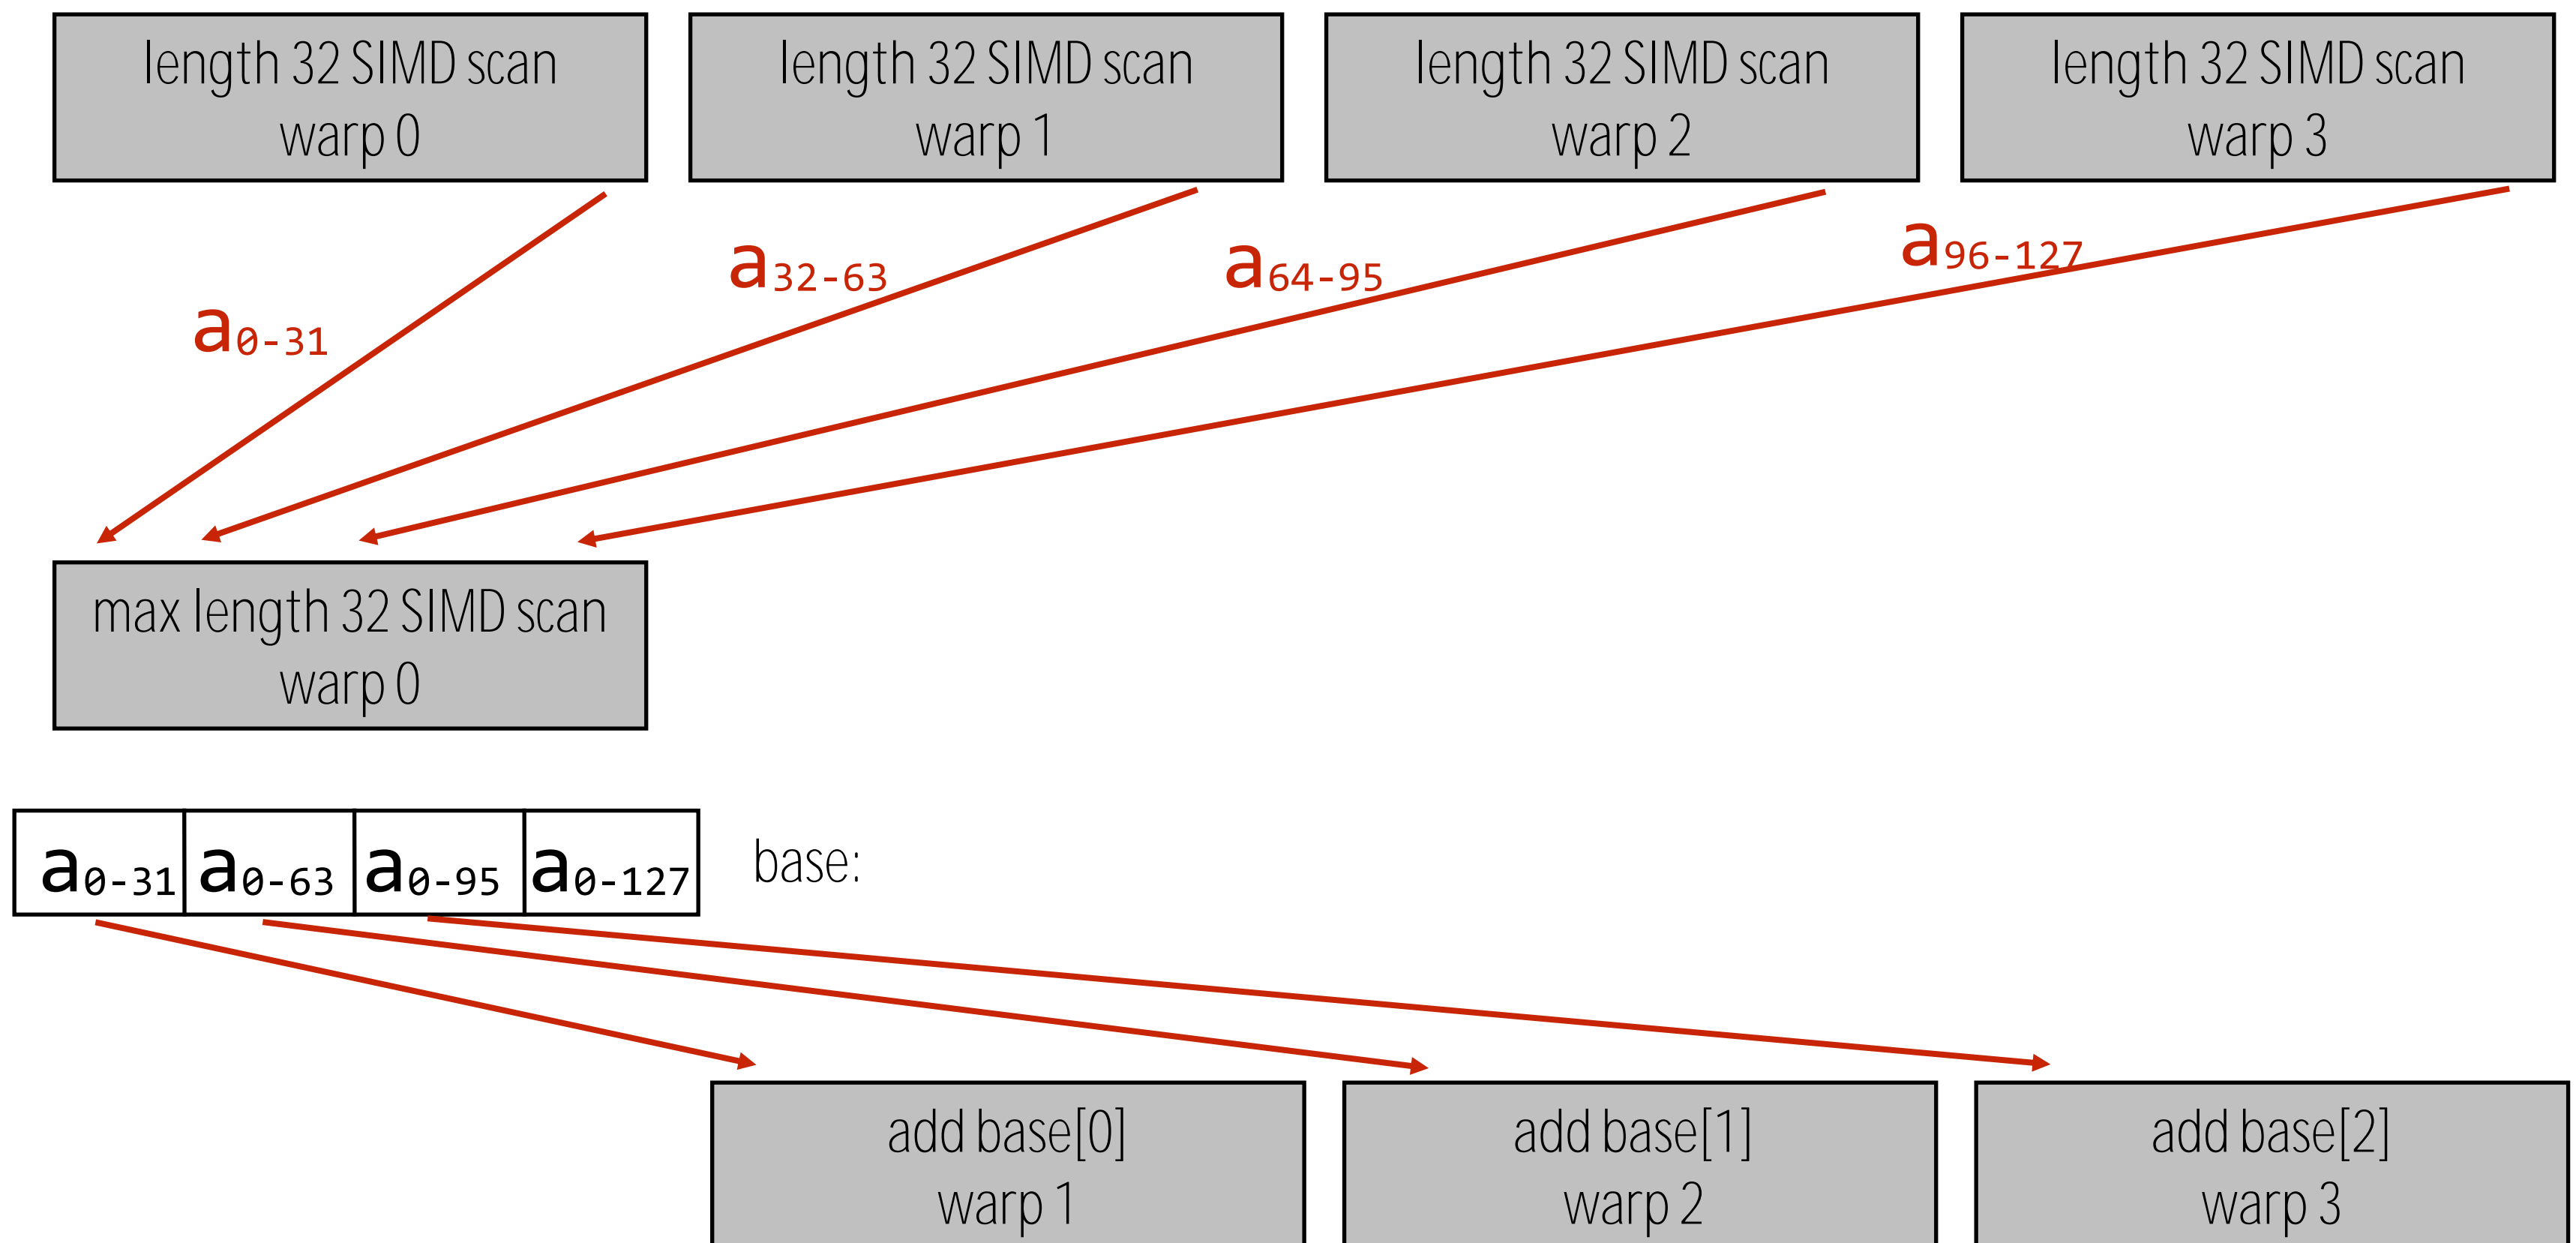 length 32 SIMD scan
warp 0
length 32 SIMD scan
warp 1
length 32 SIMD scan
warp 2
length 32 SIMD scan
warp 3
a0-31
a32-63
a64-95
a96-127
max length 32 SIMD scan
warp 0
a0-31
a0-63
a0-95
a0-127
base:
add base[0]
warp 1
add base[1]
warp 2
add base[2]
warp 3